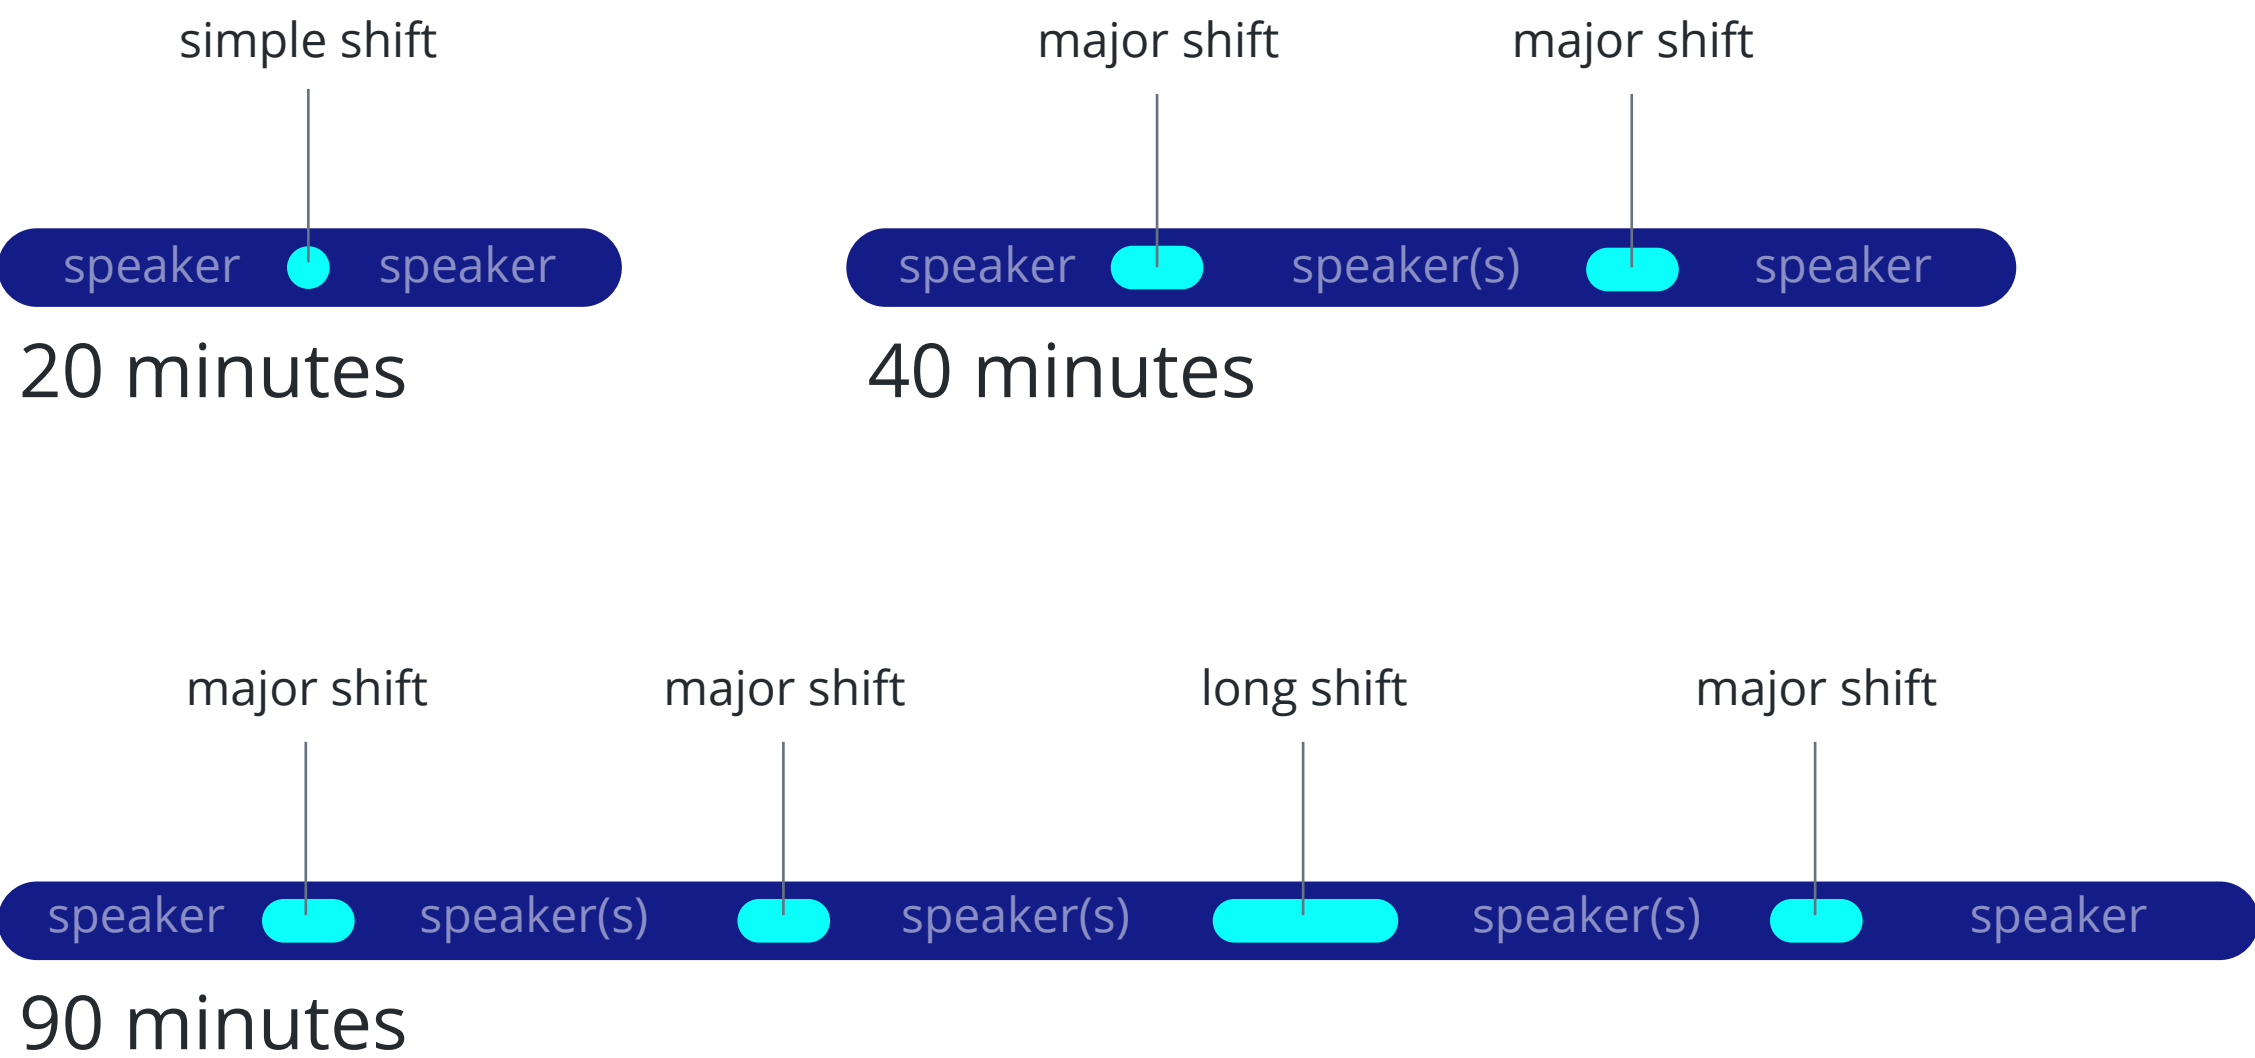 simple shift
speaker speaker
20 minutes
major shift major shift
speaker speaker(s) speaker
40 minutes
major shift major shift long shift major shift
speaker speaker(s) speaker(s) speaker(s) speaker
90 minutes